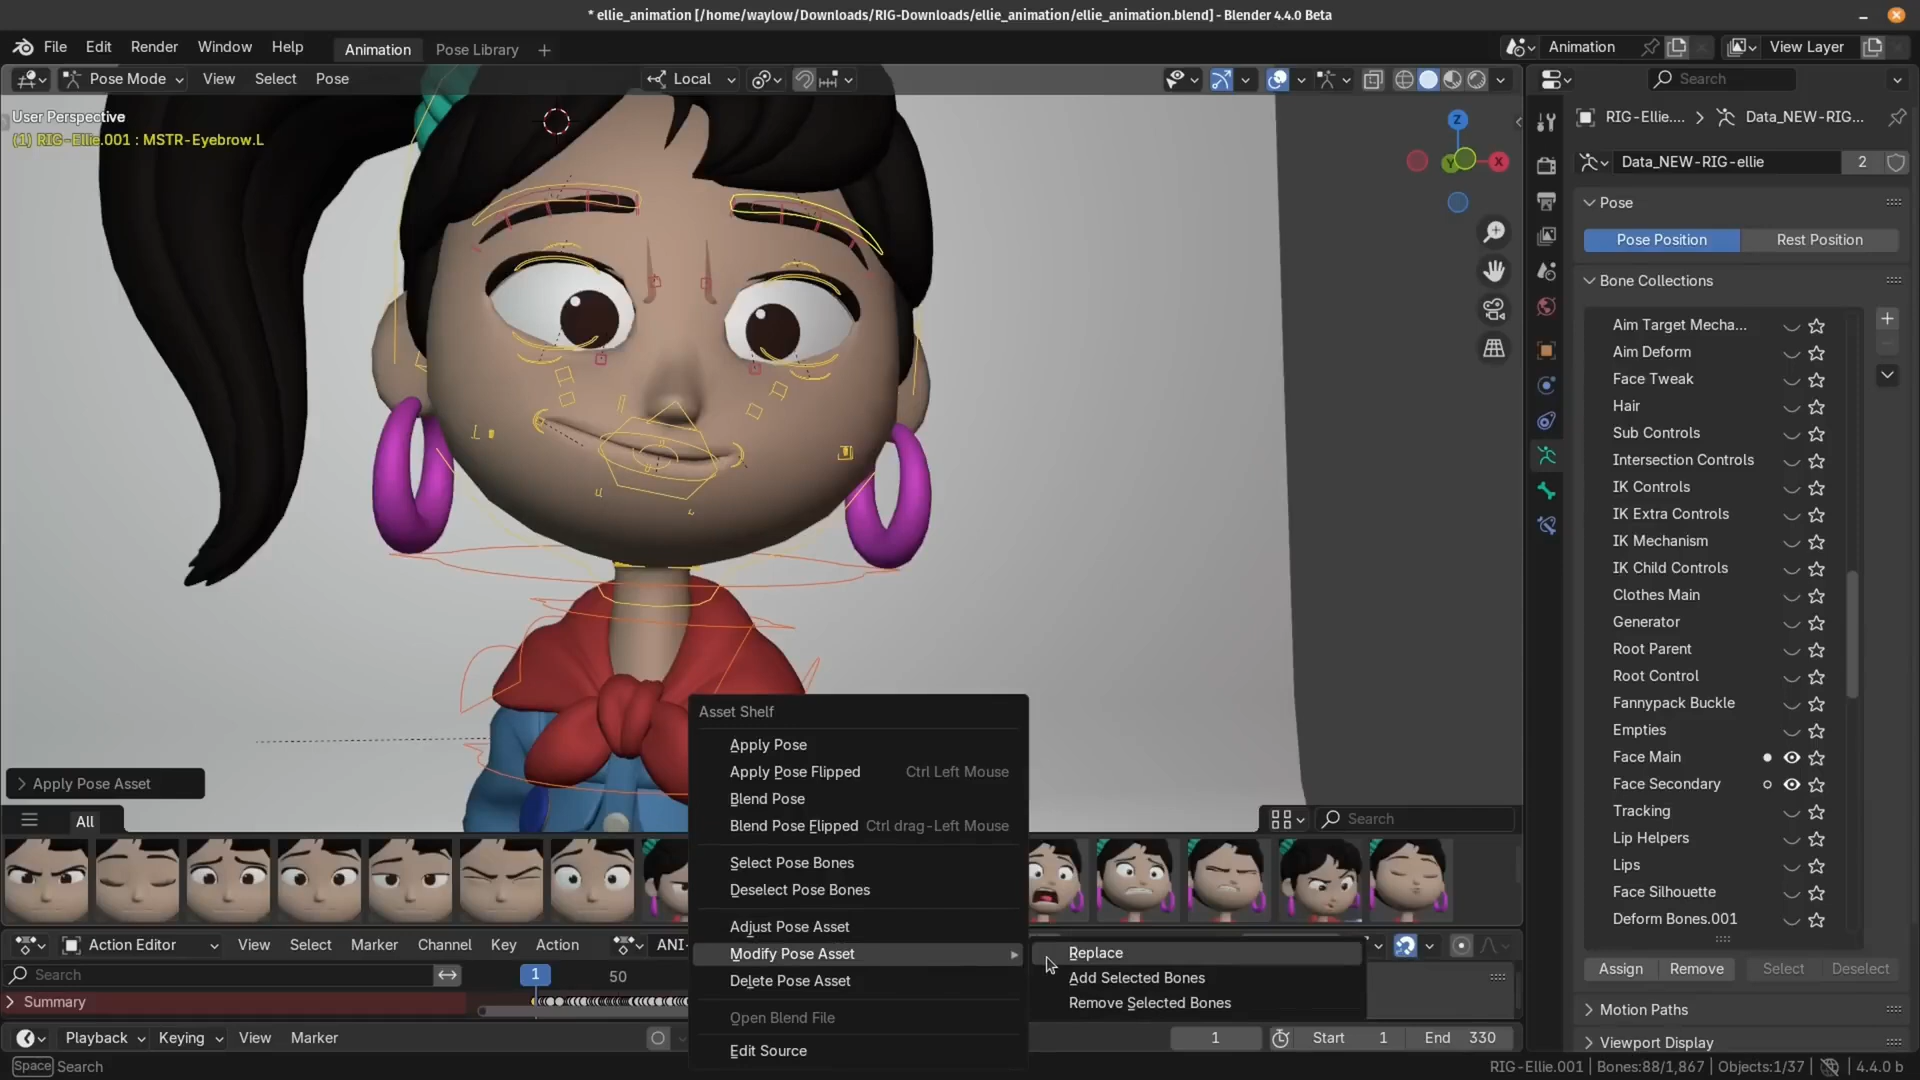 * ellie_animation [/home/waylow/Downloads/RIG-Downloads/ellie_animation/ellie_animation.blend] - Blender 4.4.0 Beta
File Edit Render Window Help Animation Pose Library + Animation View Layer
Pose Mode View Select Pose Local Search
User Perspective
(1) RIG-Ellie.001 : MSTR-Eyebrow.L
Z
Y
X
RIG-Ellie.... Data_NEW-RIG...
Data_NEW-RIG-ellie 2
Pose
Pose Position Rest Position
Bone Collections
Aim Target Mecha...
Aim Deform
Face Tweak
Hair
Sub Controls
Intersection Controls
IK Controls
IK Extra Controls
IK Mechanism
IK Child Controls
Clothes Main
Generator
Root Parent
Root Control
Fannypack Buckle
Empties
Face Main
Face Secondary
Tracking
Lip Helpers
Lips
Face Silhouette
Deform Bones.001
Assign Remove Select Deselect
Motion Paths
Viewport Display
Apply Pose Asset
All
Search
Asset Shelf
Apply Pose
Apply Pose Flipped Ctrl Left Mouse
Blend Pose
Blend Pose Flipped Ctrl drag-Left Mouse
Select Pose Bones
Deselect Pose Bones
Adjust Pose Asset
Modify Pose Asset
Delete Pose Asset
Open Blend File
Edit Source
Replace
Add Selected Bones
Remove Selected Bones
Action Editor View Select Marker Channel Key Action ANI-
Search 1 50
Summary
Playback Keying View Marker 1 Start 1 End 330
Space Search RIG-Ellie.001 | Bones:88/1,867 | Objects:1/37 4.4.0 b